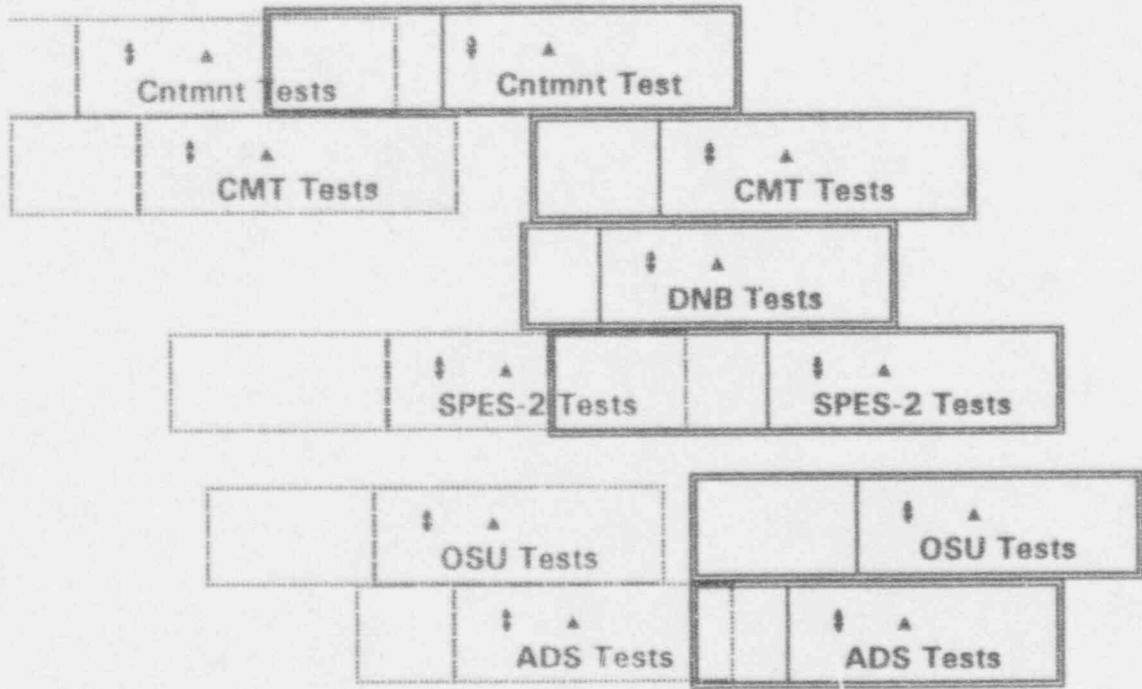 Cntmnt Tests Cntmnt Test
CMT Tests CMT Tests
DNB Tests
SPES-2 Tests SPES-2 Tests
OSU Tests OSU Tests
ADS Tests ADS Tests